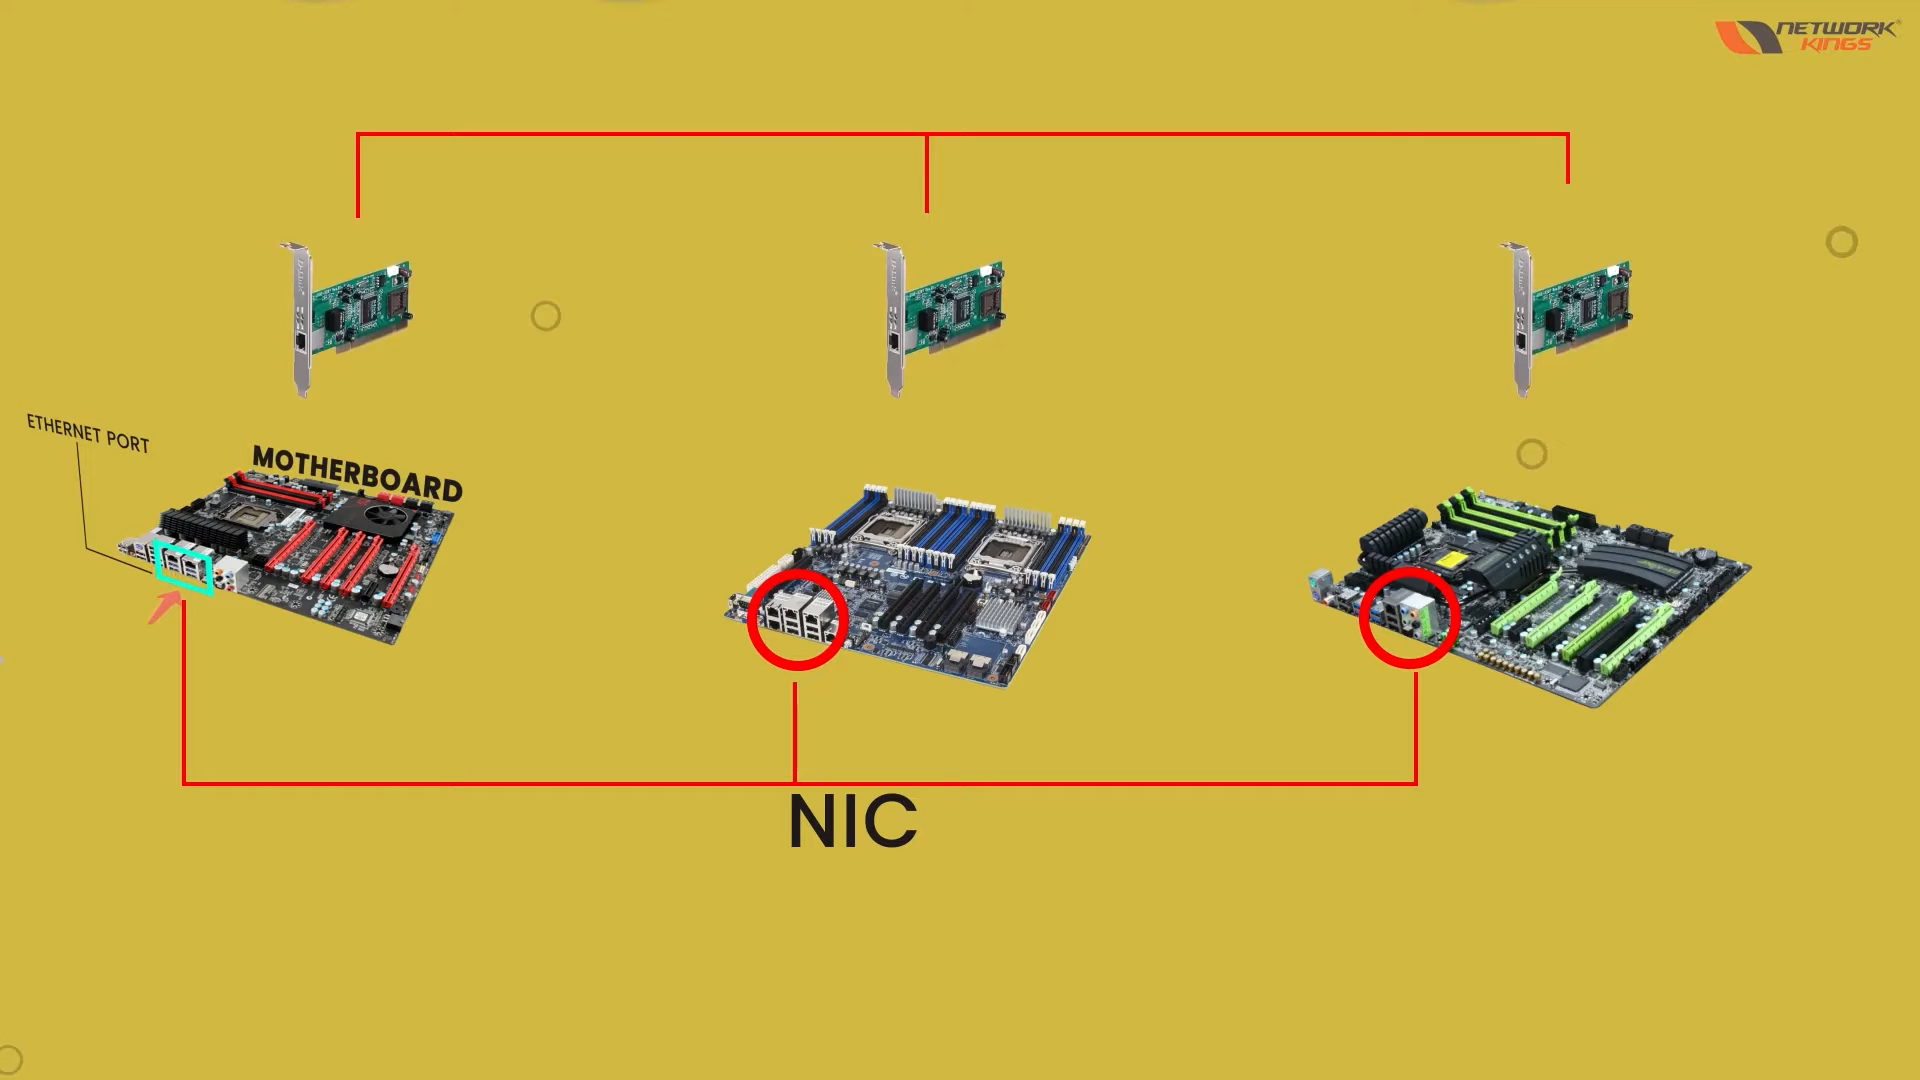 NETWORK
KINGS
ETHERNET PORT
MOTHERBOARD
NIC